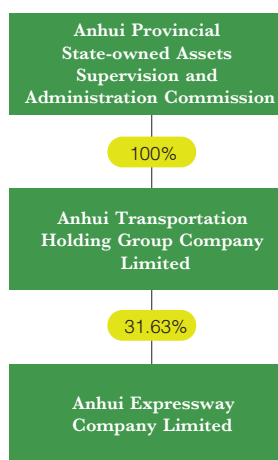 Anhui Provincial
State-owned Assets
Supervision and
Administration Commission
100%
Anhui Transportation
Holding Group Company
Limited
31.63%
Anhui Expressway
Company Limited